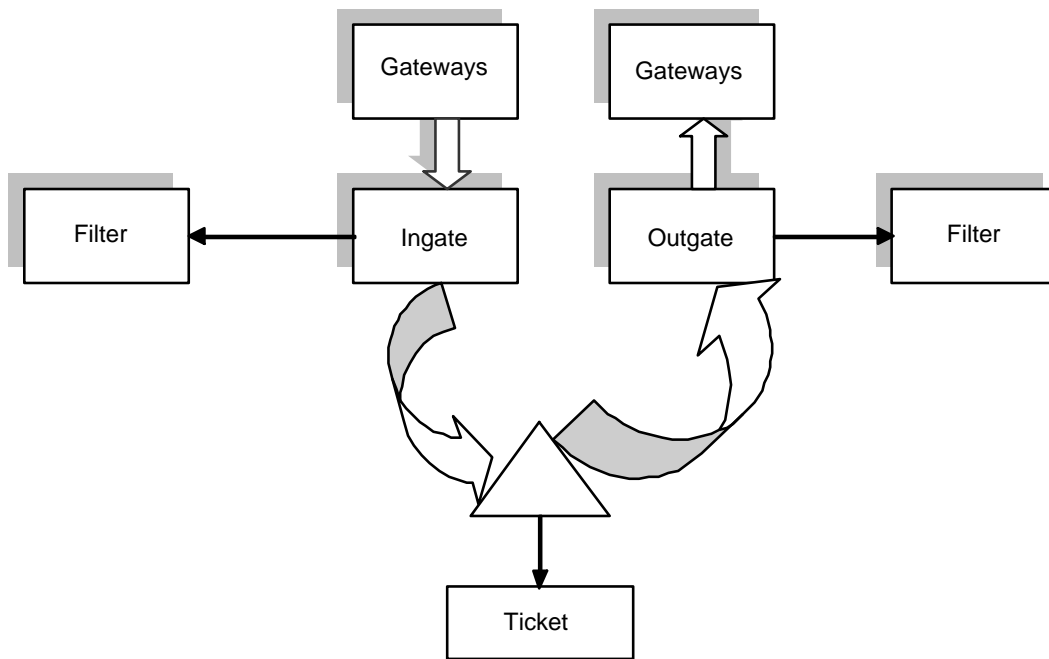 Gateways
Gateways
Filter
Ingate
Outgate
Filter
Ticket